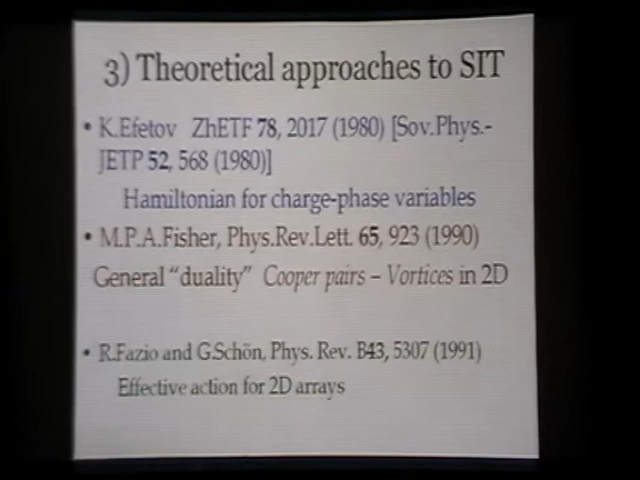 3) Theoretical approaches to SIT
• K.Efetov ZhETF 78, 2017 (1980) [Sov.Phys.-
JETP 52, 568 (1980)]
Hamiltonian for charge-phase variables
• M.P.A.Fisher, Phys.Rev.Lett. 65, 923 (1990)
General “duality” Cooper pairs – Vortices in 2D
• R.Fazio and G.Schön, Phys. Rev. B43, 5307 (1991)
Effective action for 2D arrays